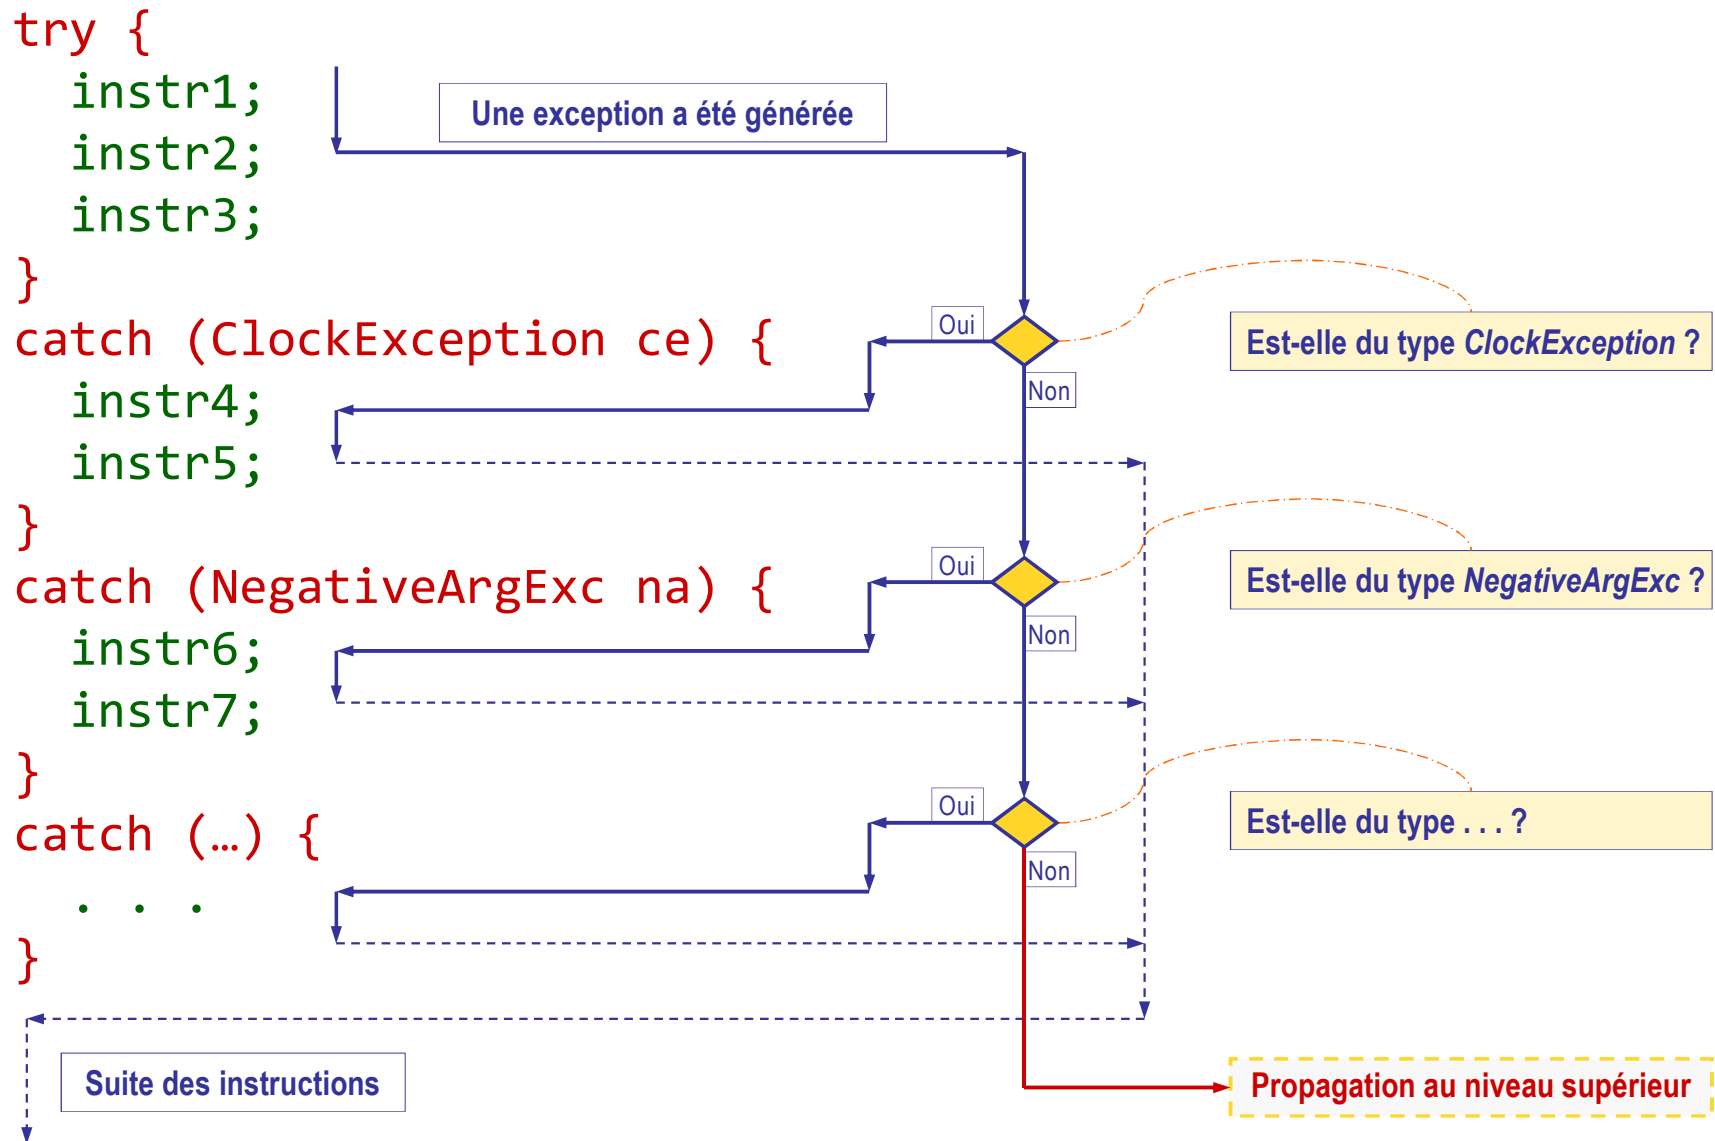 try {
instr1;
Une exception a été générée
instr2;
instr3;
}
catch (ClockException ce) {
Oui
Est-elle du type ClockException ?
Non
instr4;
instr5;
}
catch (NegativeArgExc na) {
Oui
Est-elle du type NegativeArgExc ?
Non
instr6;
instr7;
}
catch (…) {
Oui
Est-elle du type . . . ?
Non
. . .
}
Suite des instructions
Propagation au niveau supérieur